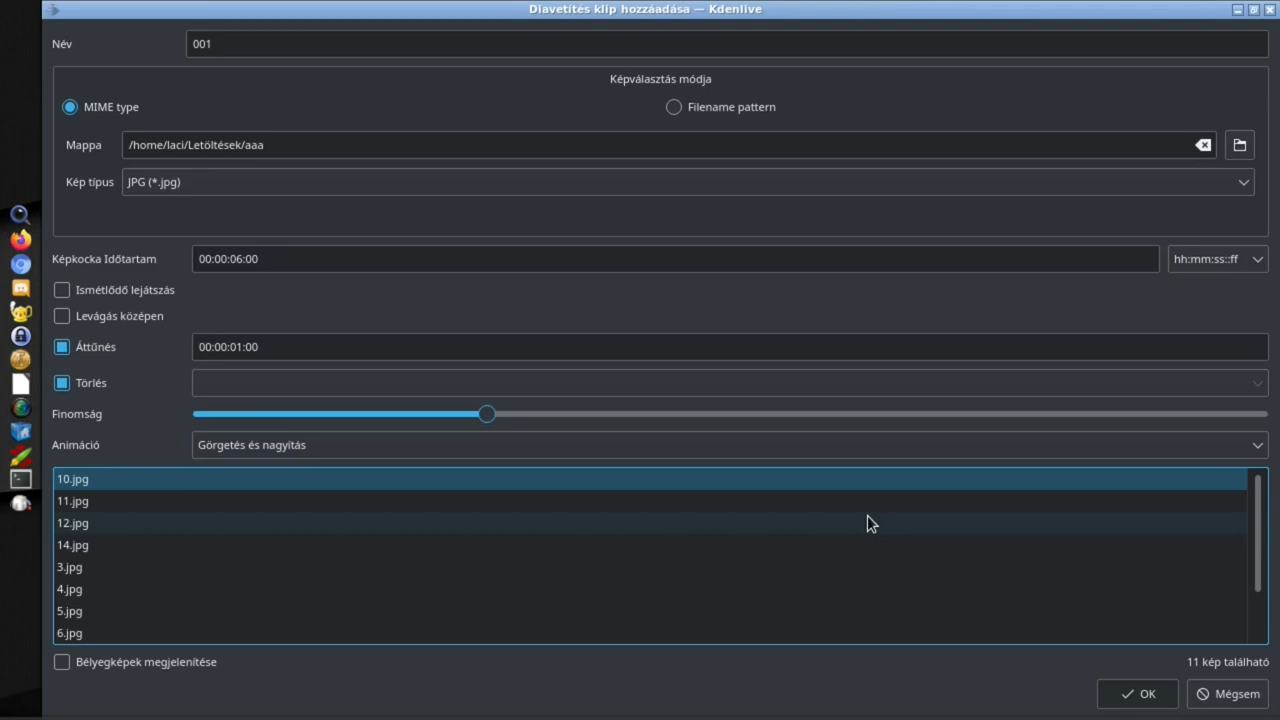 Diavetítés klip hozzáadása — Kdenlive
Név 001
Képválasztás módja
MIME type Filename pattern
Mappa /home/laci/Letöltések/aaa
Kép típus JPG (*.jpg)
Képkocka Időtartam 00:00:06:00 hh:mm:ss::ff
Ismétlődő lejátszás
Levágás középen
Áttűnés 00:00:01:00
Törlés
Finomság
Animáció Görgetés és nagyítás
10.jpg
11.jpg
12.jpg
14.jpg
3.jpg
4.jpg
5.jpg
6.jpg
Bélyegképek megjelenítése 11 kép található
OK Mégsem